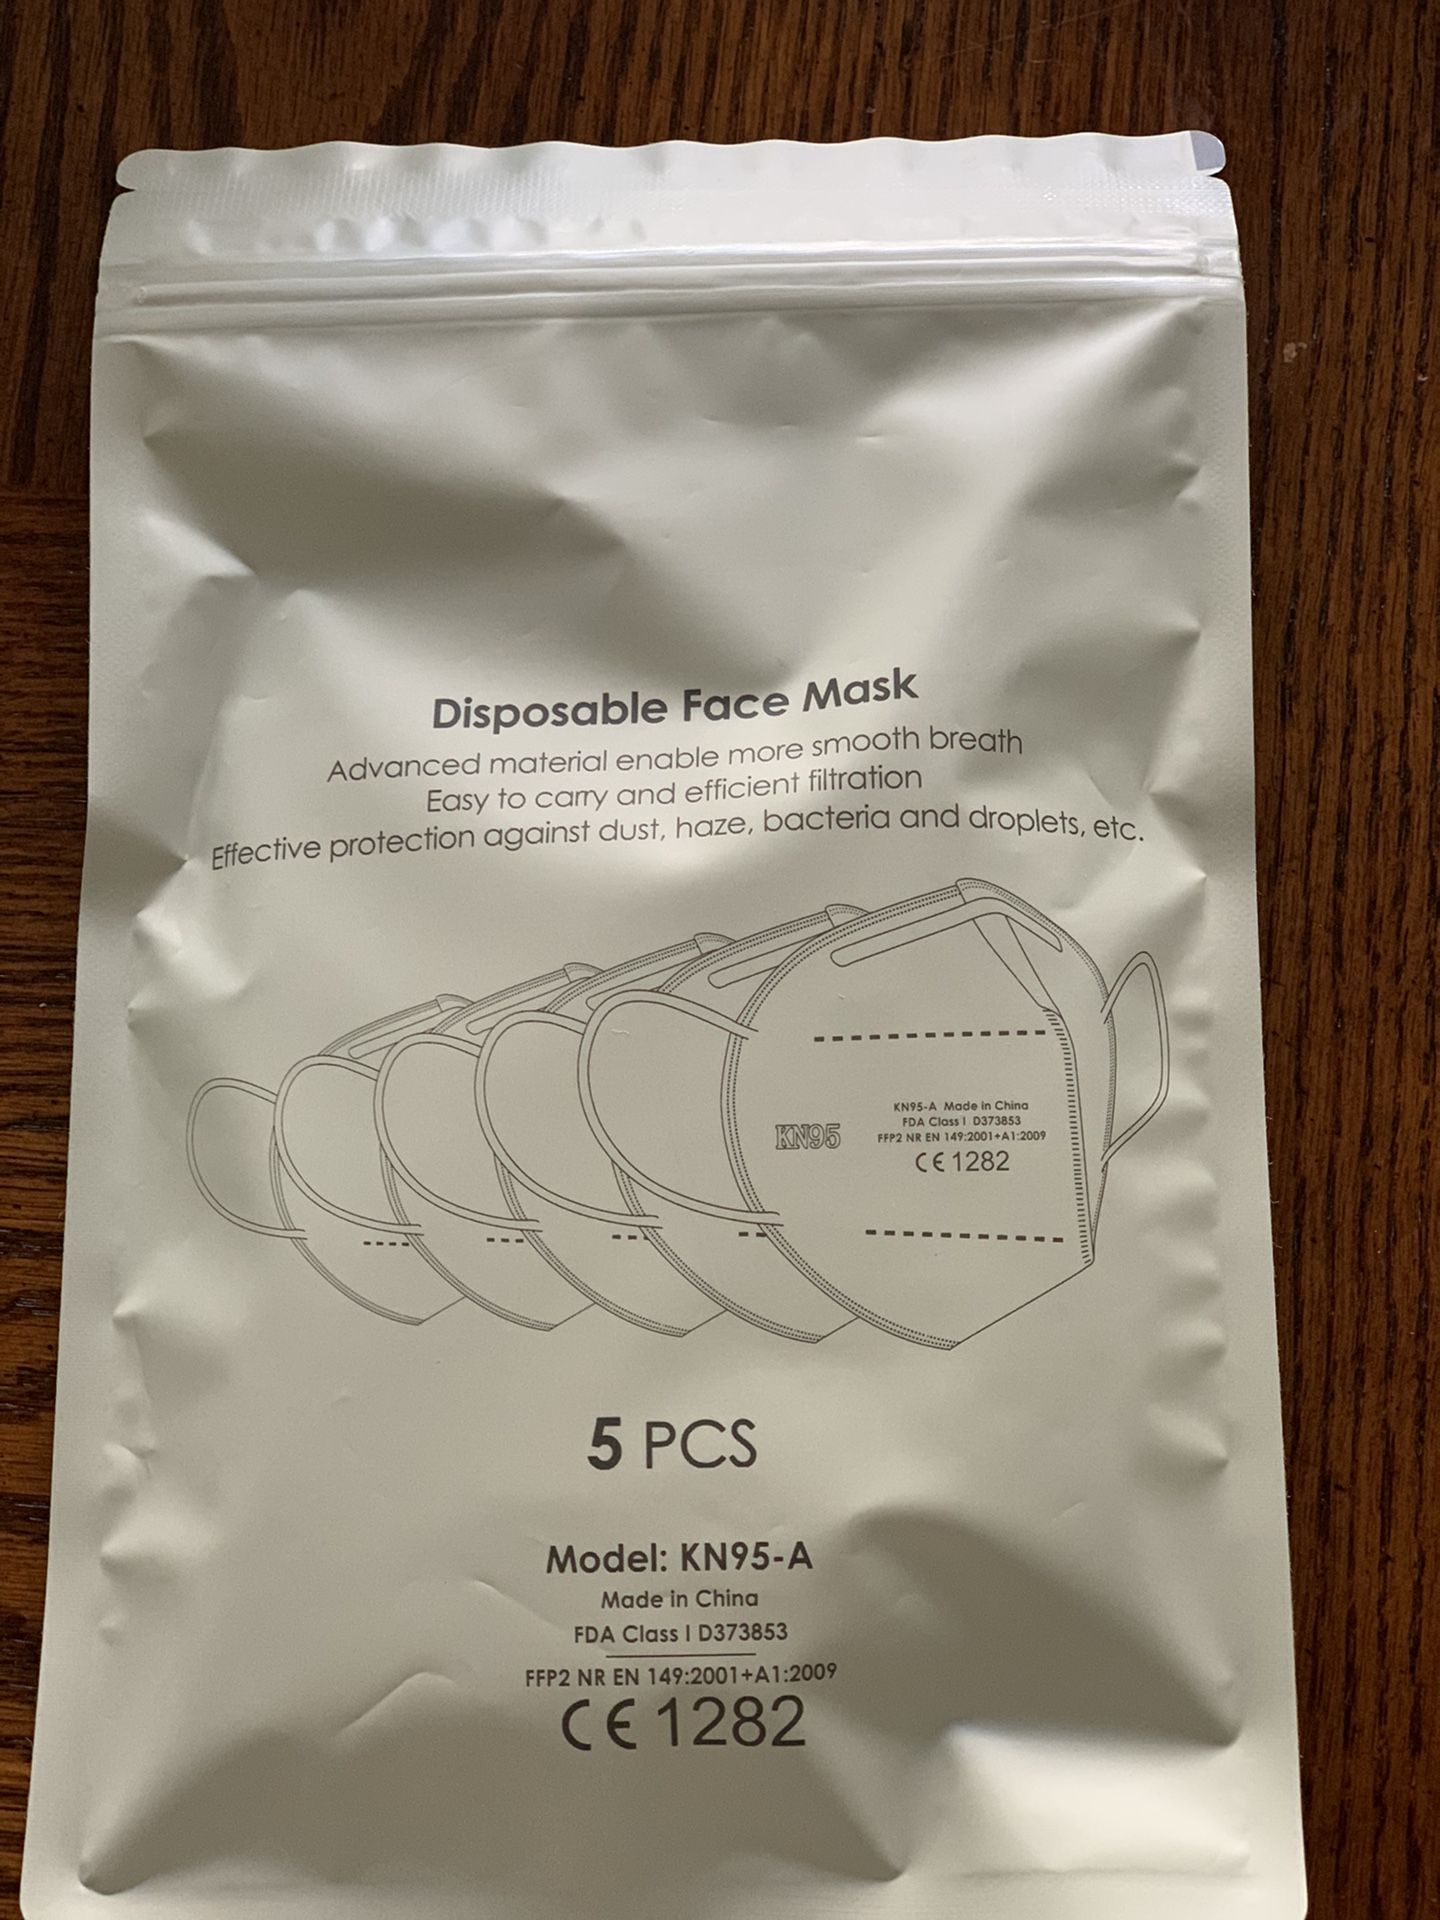 Disposable Face Mask
Advanced material enable more smooth breath
Easy to carry and efficient filtration
Effective protection against dust, haze, bacteria and droplets, etc.
KN95
KN95-A Made in China
FDA Class I D373853
FFP2 NR EN 149:2001+A1:2009
CE 1282
5 PCS
Model: KN95-A
Made in China
FDA Class I D373853
FFP2 NR EN 149:2001+A1:2009
CE 1282